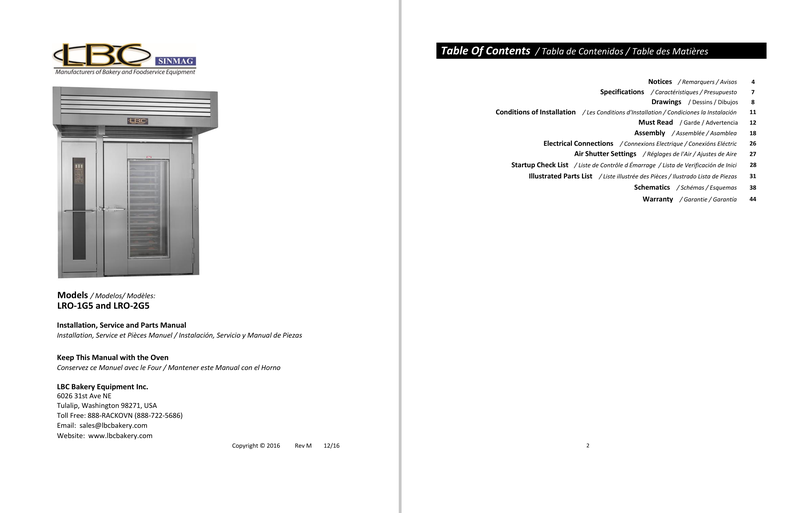 LBC
SINMAG
Manufacturers of Bakery and Foodservice Equipment
LBC
Models / Modelos/ Modèles:
LRO-1G5 and LRO-2G5
Installation, Service and Parts Manual
Installation, Service et Pièces Manuel / Instalación, Servicio y Manual de Piezas
Keep This Manual with the Oven
Conservez ce Manuel avec le Four / Mantener este Manual con el Horno
LBC Bakery Equipment Inc.
6026 31st Ave NE
Tulalip, Washington 98271, USA
Toll Free: 888-RACKOVN (888-722-5686)
Email: sales@lbcbakery.com
Website: www.lbcbakery.com
Copyright © 2016 Rev M 12/16
Table Of Contents / Tabla de Contenidos / Table des Matières
Notices / Remarquers / Avisos 4
Specifications / Caractéristiques / Presupuesto 7
Drawings / Dessins / Dibujos 8
Conditions of Installation / Les Conditions d'Installation / Condiciones la Instalación 11
Must Read / Garde / Advertencia 12
Assembly / Assemblée / Asamblea 18
Electrical Connections / Connexions Electrique / Conexións Eléctric 26
Air Shutter Settings / Réglages de l'Air / Ajustes de Aire 27
Startup Check List / Liste de Contrôle d Émarrage / Lista de Verificación de Inici 28
Illustrated Parts List / Liste illustrée des Pièces / Ilustrado Lista de Piezas 31
Schematics / Schémas / Esquemas 38
Warranty / Garantie / Garantía 44
2